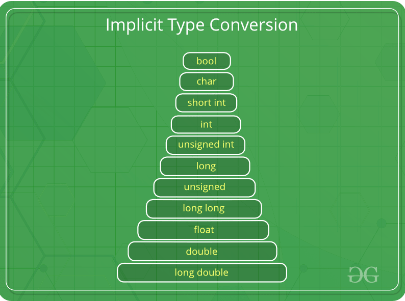 Implicit Type Conversion
bool
char
short int
int
unsigned int
long
unsigned
long long
float
double
long double
GG